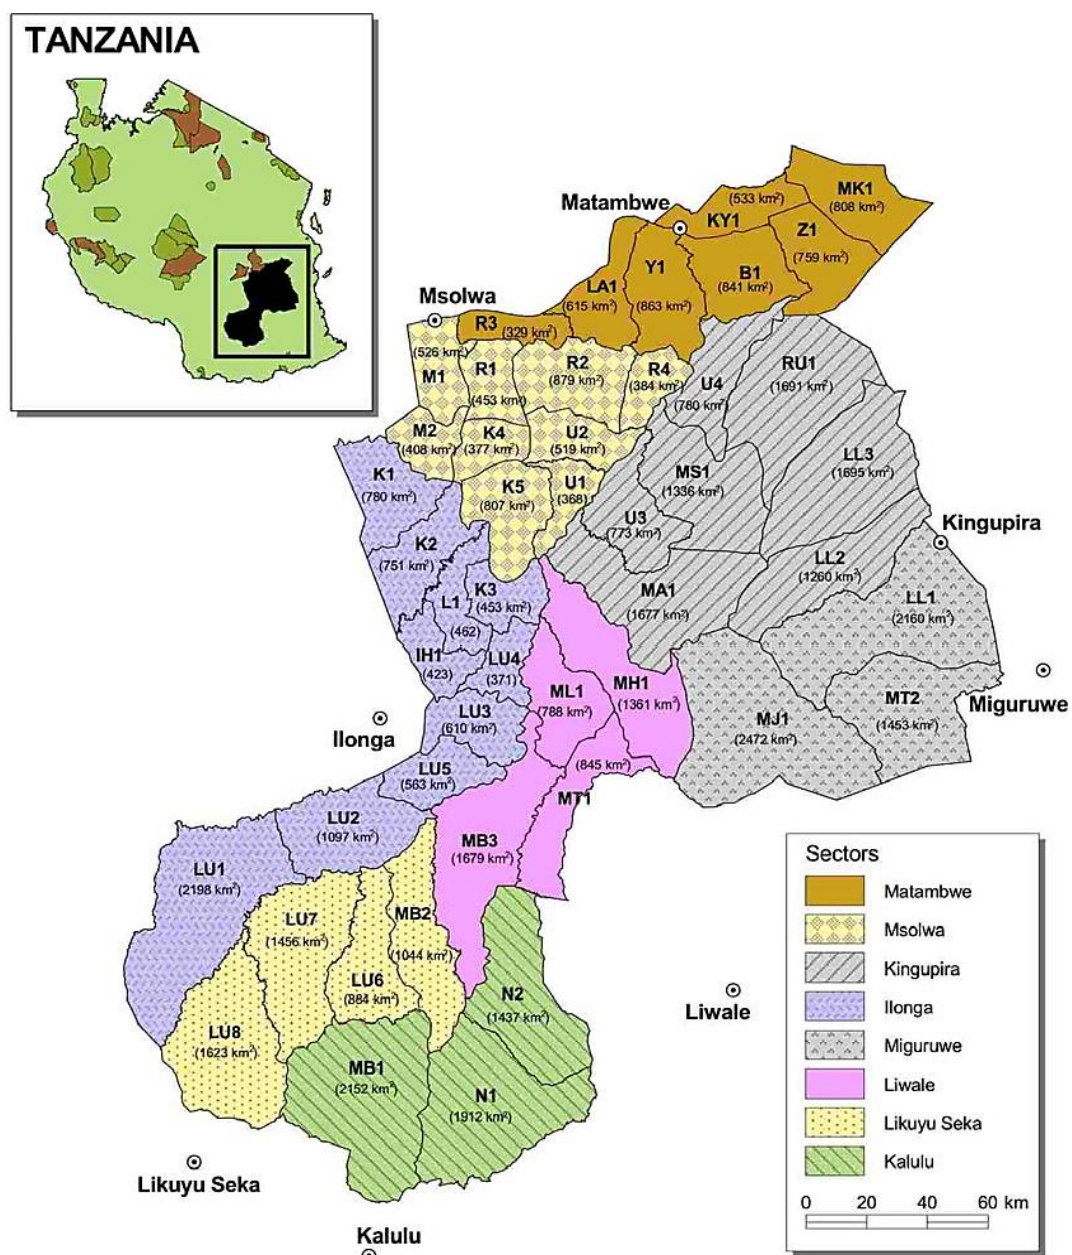 TANZANIA
MK1
(808 km²)
(533 km²)
KY1
Matambwe
Z1
(759 km²)
Y1
(863 km²)
B1
(841 km²)
LA1
(615 km²)
Msolwa
R3 (329 km²)
(526 km²)
M1
R1
(453 km²)
R2
(879 km²)
R4
(384 km²)
U4
(780 km²)
RU1
(1691 km²)
M2
(408 km²)
K4
(377 km²)
U2
(519 km²)
K1
(780 km²)
K5
(807 km²)
U1
(368)
MS1
(1336 km²)
LL3
(1695 km²)
U3
(773 km²)
Kingupira
K2
(751 km²)
LL2
(1260 km²)
K3
(453 km²)
L1
(462)
MA1
(1677 km²)
LL1
(2160 km²)
IH1
(423)
LU4
(371)
ML1
(788 km²)
MH1
(1361 km²)
MT2
(1453 km²)
Miguruwe
LU3
(610 km²)
MJ1
(2472 km²)
Ilonga
LU5
(563 km²)
(845 km²)
MT1
LU2
(1097 km²)
MB3
(1679 km²)
LU1
(2198 km²)
LU7
(1456 km²)
MB2
(1044 km²)
LU6
(884 km²)
N2
(1437 km²)
Liwale
LU8
(1623 km²)
MB1
(2152 km²)
N1
(1912 km²)
Likuyu Seka
Kalulu
Sectors
Matambwe
Msolwa
Kingupira
Ilonga
Miguruwe
Liwale
Likuyu Seka
Kalulu
0 20 40 60 km